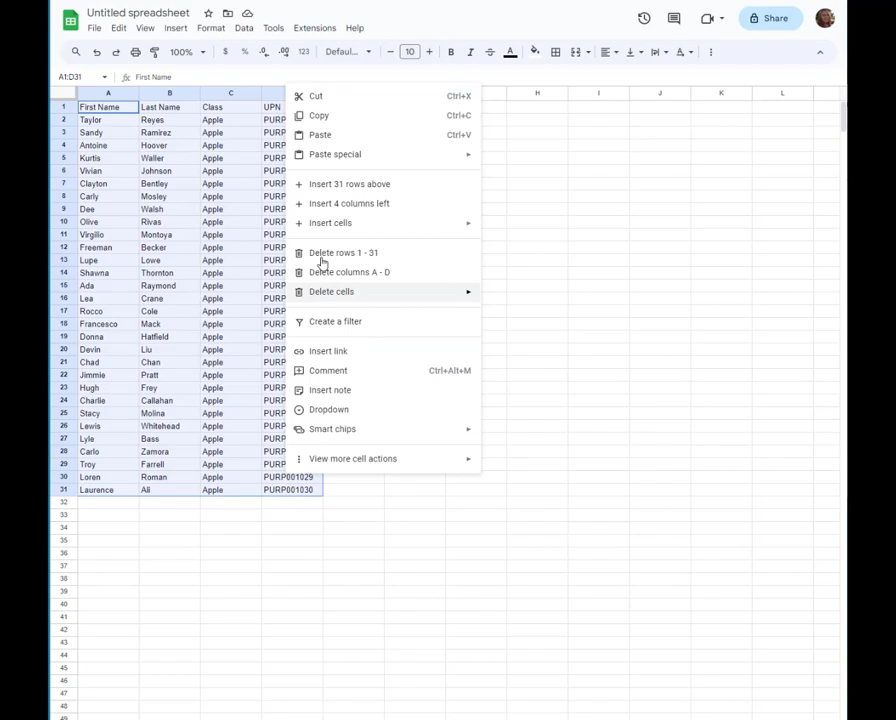 Untitled spreadsheet
File Edit View Insert Format Data Tools Extensions Help
Share
100% $ % .0 .00 123 Defaul... 10 B I A
A1:D31 First Name
A B C H I J K L
1 First Name Last Name Class UPN
2 Taylor Reyes Apple PURP
3 Sandy Ramirez Apple PURP
4 Antoine Hoover Apple PURP
5 Kurtis Waller Apple PURP
6 Vivian Johnson Apple PURP
7 Clayton Bentley Apple PURP
8 Carly Mosley Apple PURP
9 Dee Walsh Apple PURP
10 Olive Rivas Apple PURP
11 Virgilio Montoya Apple PURP
12 Freeman Becker Apple PURP
13 Lupe Lowe Apple PURP
14 Shawna Thornton Apple PURP
15 Ada Raymond Apple PURP
16 Lea Crane Apple PURP
17 Rocco Cole Apple PURP
18 Francesco Mack Apple PURP
19 Donna Hatfield Apple PURP
20 Devin Liu Apple PURP
21 Chad Chan Apple PURP
22 Jimmie Pratt Apple PURP
23 Hugh Frey Apple PURP
24 Charlie Callahan Apple PURP
25 Stacy Molina Apple PURP
26 Lewis Whitehead Apple PURP
27 Lyle Bass Apple PURP
28 Carlo Zamora Apple PURP
29 Troy Farrell Apple PURP
30 Loren Roman Apple PURP001029
31 Laurence Ali Apple PURP001030
32
33
34
35
36
37
38
39
40
41
42
43
44
45
46
47
48
49
Cut Ctrl+X
Copy Ctrl+C
Paste Ctrl+V
Paste special
Insert 31 rows above
Insert 4 columns left
Insert cells
Delete rows 1 - 31
Delete columns A - D
Delete cells
Create a filter
Insert link
Comment Ctrl+Alt+M
Insert note
Dropdown
Smart chips
View more cell actions